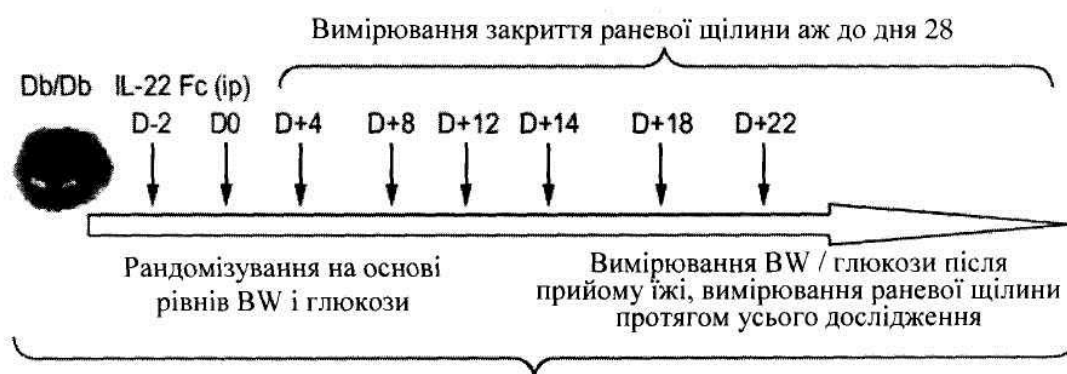 Вимірювання закриття раневої щілини аж до дня 28
Db/Db IL-22 Fc (ip)
D-2 D0 D+4 D+8 D+12 D+14 D+18 D+22
Рандомізування на основі
рівнів BW і глюкози
Вимірювання BW / глюкози після
прийому їжі, вимірювання раневої щілини
протягом усього дослідження